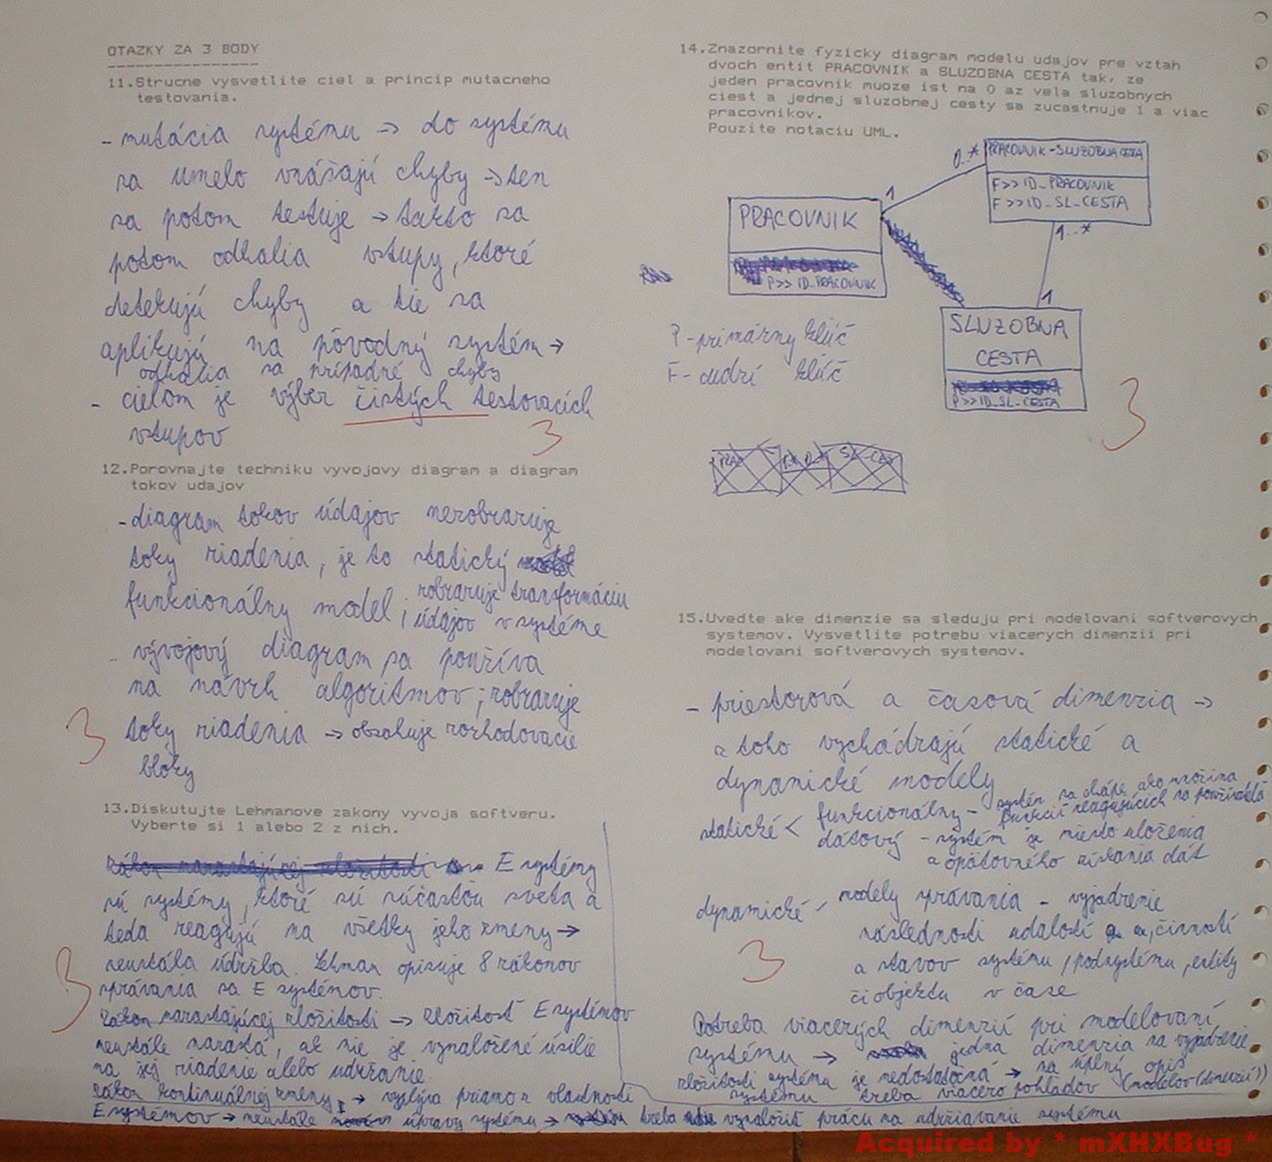 OTAZKY ZA 3 BODY
11.Strucne vysvetlite ciel a princip mutacneho
testovania.
- mutácia systému -> do systému
sa umelo vnášajú chyby -> ten
sa potom testuje -> takto sa
potom odhalia vstupy, ktoré
detekujú chyby a tie sa
aplikujú na pôvodný systém ->
odhalia sa prípadné chyby
- cielom je výber čistých testovacích
vstupov
3
12.Porovnajte techniku vyvojovy diagram a diagram
tokov udajov
- diagram tokov údajov nezobrazuje
toky riadenia, je to statický
funkcionálny model; zobrazuje transformáciu
údajov v systéme
- vývojový diagram sa používa
na návrh algoritmov; zobrazuje
toky riadenia -> obsahuje rozhodovacie
bloky
3
13.Diskutujte Lehmanove zakony vyvoja softveru.
Vyberte si 1 alebo 2 z nich.
E systémy
sú systémy, ktoré sú súčasťou sveta a
teda reagujú na všetky jeho zmeny ->
neustála údržba. Lehman opisuje 8 zákonov
správania sa E systémov.
Zákon narastajúcej zložitosti -> zložitosť E systémov
neustále narastá, ak nie je vynaložené úsilie
na jej riadenie alebo udržanie.
Zákon kontinuálnej zmeny -> vyplýva priamo z vlastnosti
E systémov -> neustále úpravy systému -> treba vynaložiť prácu na udržiavanie systému
3
14.Znazornite fyzicky diagram modelu udajov pre vztah
dvoch entit PRACOVNIK a SLUZOBNA CESTA tak, ze
jeden pracovnik muoze ist na 0 az vela sluzobnych
ciest a jednej sluzobnej cesty sa zucastnuje 1 a viac
pracovnikov.
Pouzite notaciu UML.
PRACOVNIK-SLUZOBNA CESTA
F>> ID_PRACOVNIK
F>> ID_SL_CESTA
0..*
1
PRACOVNIK
P>> ID_PRACOVNIK
1..*
1
SLUZOBNA
CESTA
P>> ID_SL_CESTA
P - primárny kľúč
F - cudzí kľúč
3
15.Uvedte ake dimenzie sa sleduju pri modelovani softverovych
systemov. Vysvetlite potrebu viacerych dimenzii pri
modelovani softverovych systemov.
- priestorová a časová dimenzia ->
z toho vychádzajú statické a
dynamické modely
statické < funkcionálny - systém sa chápe ako množina
funkcií reagujúcich na používateľa
dátový - systém je miesto uloženia
a opätovného získania dát
dynamické - modely správania - vyjadrenie
následnosti udalostí, činností
a stavov systému, podsystému, entity
či objektu v čase
3
Potreba viacerých dimenzií pri modelovaní
systému -> jedna dimenzia na vyjadrenie
zložitosti systému je nedostatočná -> na úplný opis
systému treba viacero pohľadov (modelov (dimenzií))
Acquired by * mXHXBug *